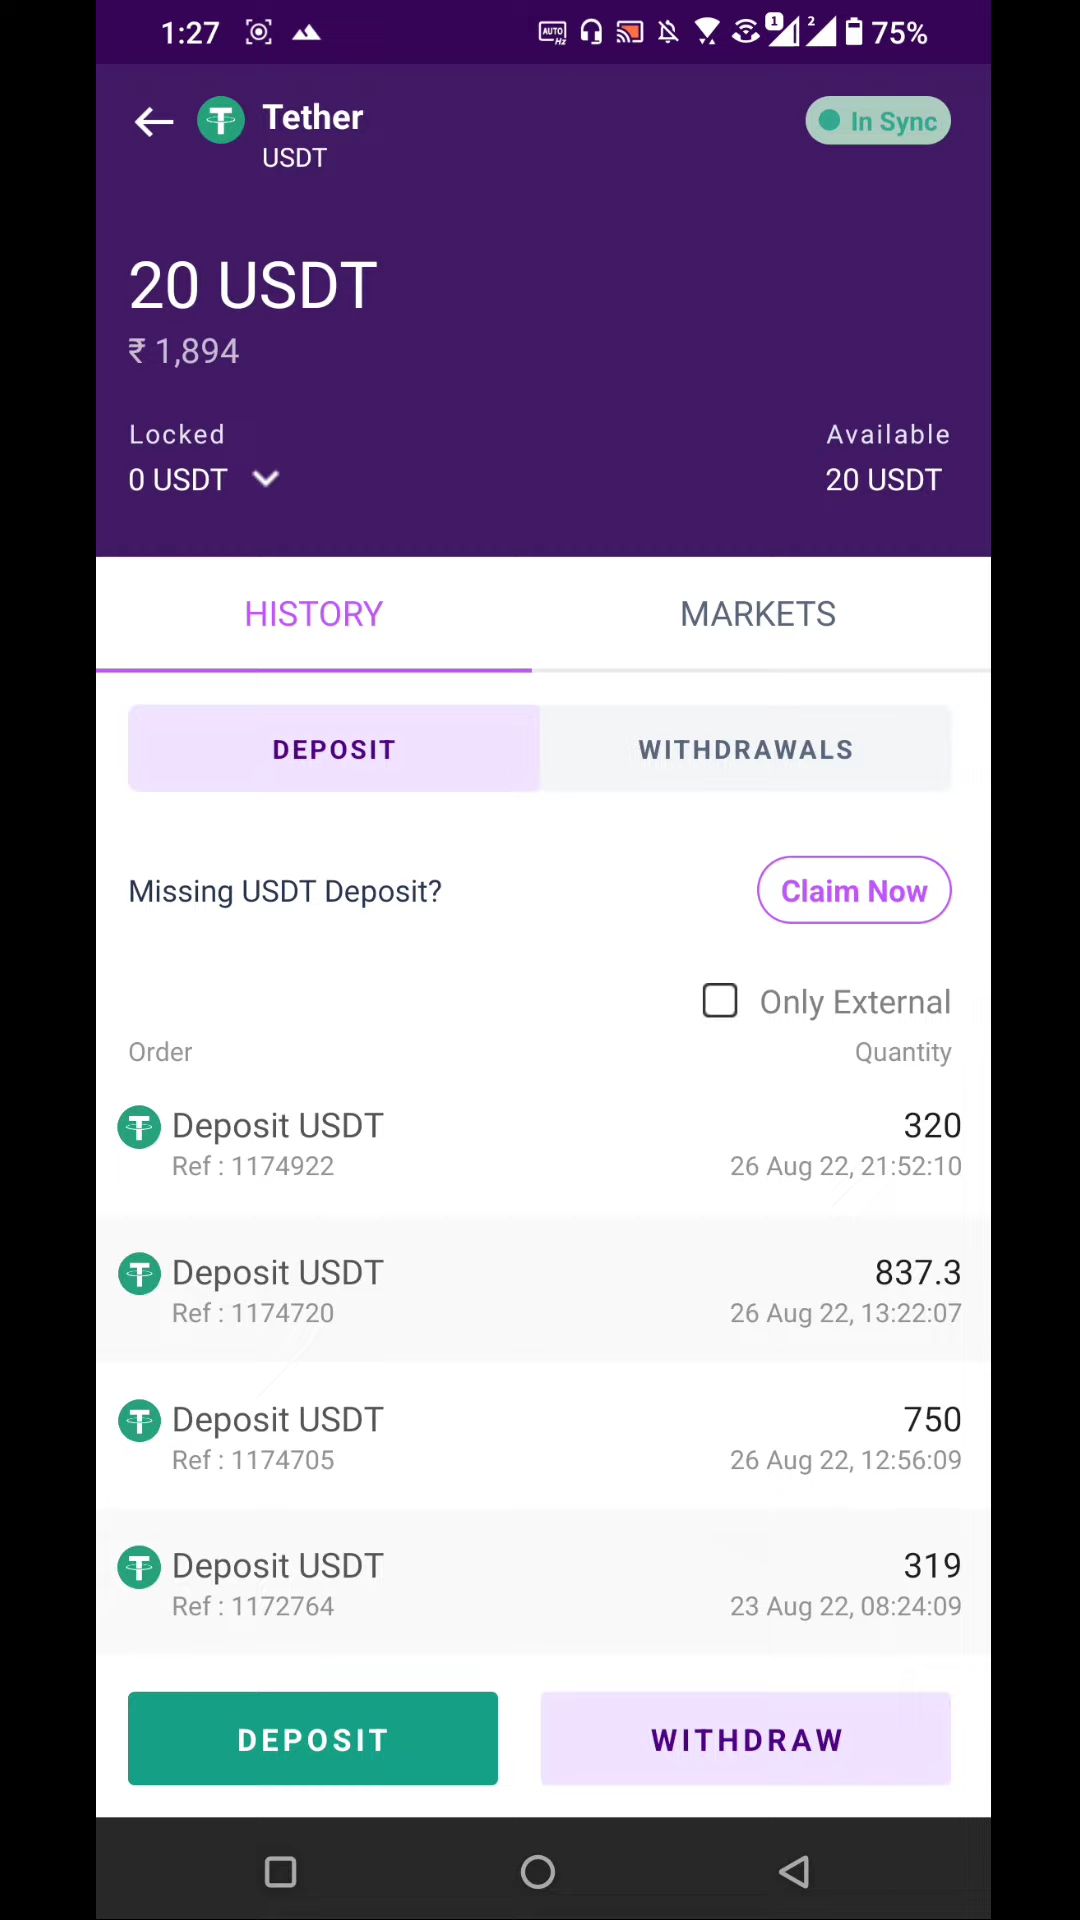 1:27 AUTO Hz 1 2 75%
Tether In Sync
USDT
20 USDT
₹ 1,894
Locked Available
0 USDT 20 USDT
HISTORY MARKETS
DEPOSIT WITHDRAWALS
Missing USDT Deposit? Claim Now
Only External
Order Quantity
Deposit USDT 320
Ref : 1174922 26 Aug 22, 21:52:10
Deposit USDT 837.3
Ref : 1174720 26 Aug 22, 13:22:07
Deposit USDT 750
Ref : 1174705 26 Aug 22, 12:56:09
Deposit USDT 319
Ref : 1172764 23 Aug 22, 08:24:09
DEPOSIT WITHDRAW